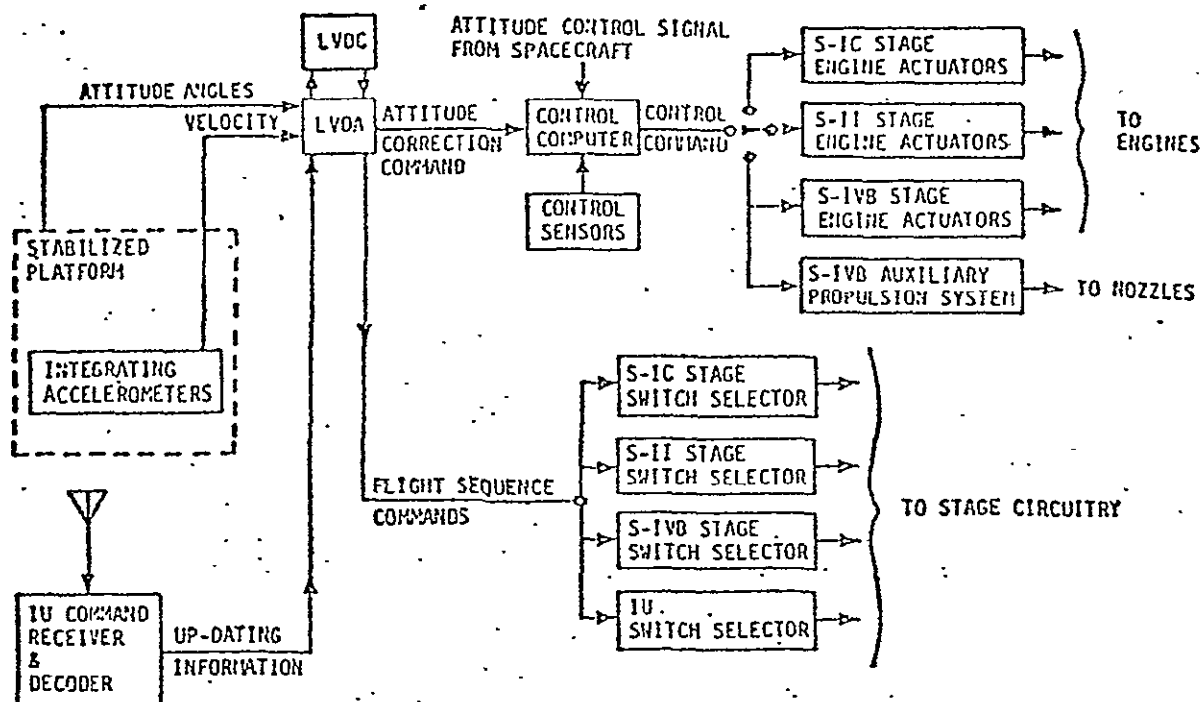 LVDC
ATTITUDE CONTROL SIGNAL
FROM SPACECRAFT
ATTITUDE ANGLES
VELOCITY
LVDA
ATTITUDE
CORRECTION
COMMAND
CONTROL
COMPUTER
CONTROL
COMMAND
CONTROL
SENSORS
S-IC STAGE
ENGINE ACTUATORS
S-II STAGE
ENGINE ACTUATORS
S-IVB STAGE
ENGINE ACTUATORS
S-IVB AUXILIARY
PROPULSION SYSTEM
TO
ENGINES
TO NOZZLES
STABILIZED
PLATFORM
INTEGRATING
ACCELEROMETERS
S-IC STAGE
SWITCH SELECTOR
S-II STAGE
SWITCH SELECTOR
S-IVB STAGE
SWITCH SELECTOR
IU
SWITCH SELECTOR
FLIGHT SEQUENCE
COMMANDS
TO STAGE CIRCUITRY
IU COMMAND
RECEIVER
&
DECODER
UP-DATING
INFORMATION